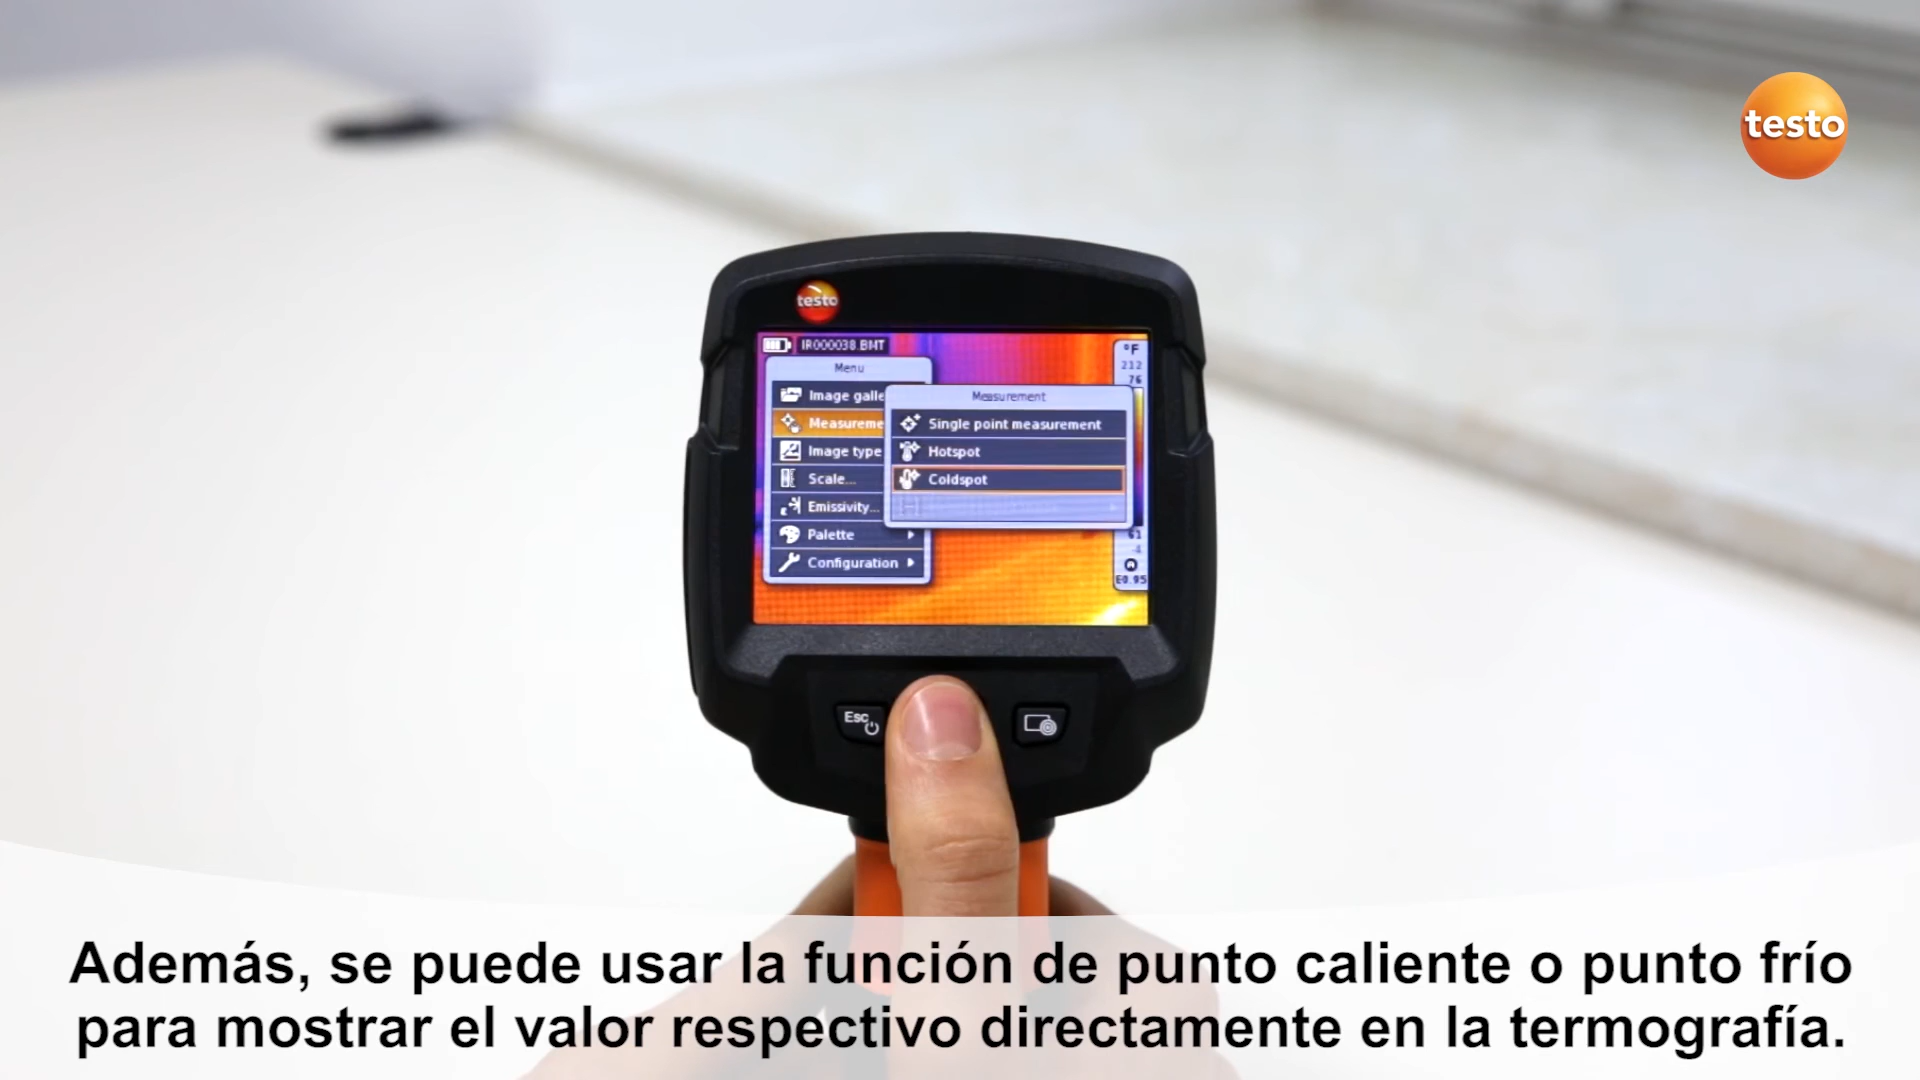 testo
testo
IR000038.BMT
°F
212
76
Menu
Image galle
Measurement
Measureme
Single point measurement
Hotspot
Image type
Coldspot
Scale...
Emissivity...
Palette
61
-4
Configuration
E0.95
Esc
Además, se puede usar la función de punto caliente o punto frío
para mostrar el valor respectivo directamente en la termografía.